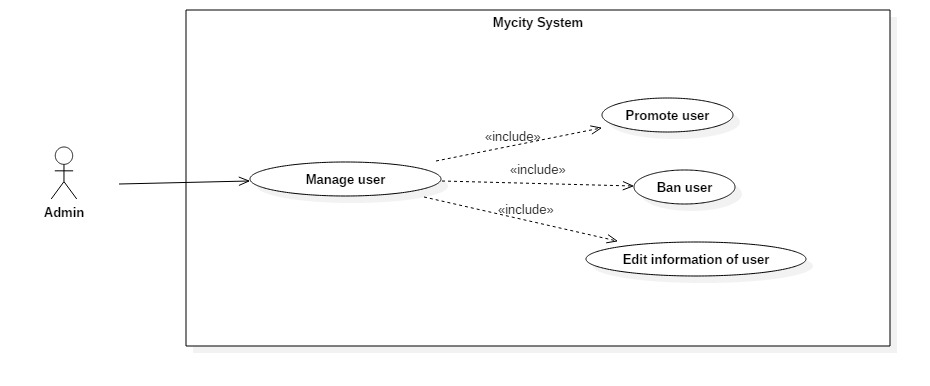 Mycity System
Promote user
«include»
«include»
Manage user
Ban user
Admin
«include»
Edit information of user